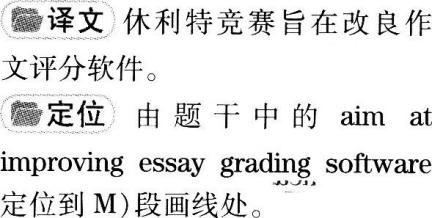 译文 休利特竞赛旨在改良作
文评分软件。
定位 由题干中的 aim at
improving essay grading software
定位到 M)段画线处。